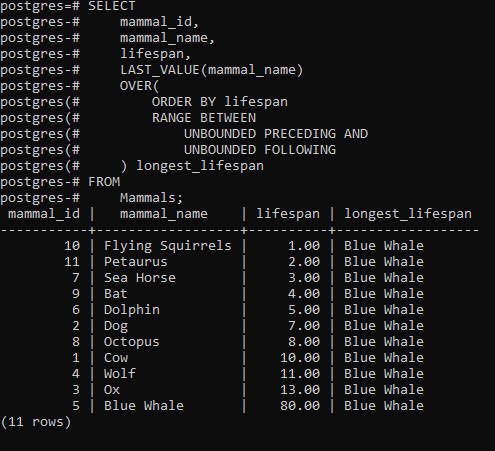 postgres=# SELECT
postgres-#     mammal_id,
postgres-#     mammal_name,
postgres-#     lifespan,
postgres-#     LAST_VALUE(mammal_name)
postgres-#     OVER(
postgres(#         ORDER BY lifespan
postgres(#         RANGE BETWEEN
postgres(#             UNBOUNDED PRECEDING AND
postgres(#             UNBOUNDED FOLLOWING
postgres(#     ) longest_lifespan
postgres-# FROM
postgres-#     Mammals;
 mammal_id |   mammal_name    | lifespan | longest_lifespan
-----------+------------------+----------+------------------
        10 | Flying Squirrels |     1.00 | Blue Whale
        11 | Petaurus         |     2.00 | Blue Whale
         7 | Sea Horse        |     3.00 | Blue Whale
         9 | Bat              |     4.00 | Blue Whale
         6 | Dolphin          |     5.00 | Blue Whale
         2 | Dog              |     7.00 | Blue Whale
         8 | Octopus          |     8.00 | Blue Whale
         1 | Cow              |    10.00 | Blue Whale
         4 | Wolf             |    11.00 | Blue Whale
         3 | Ox               |    13.00 | Blue Whale
         5 | Blue Whale       |    80.00 | Blue Whale
(11 rows)